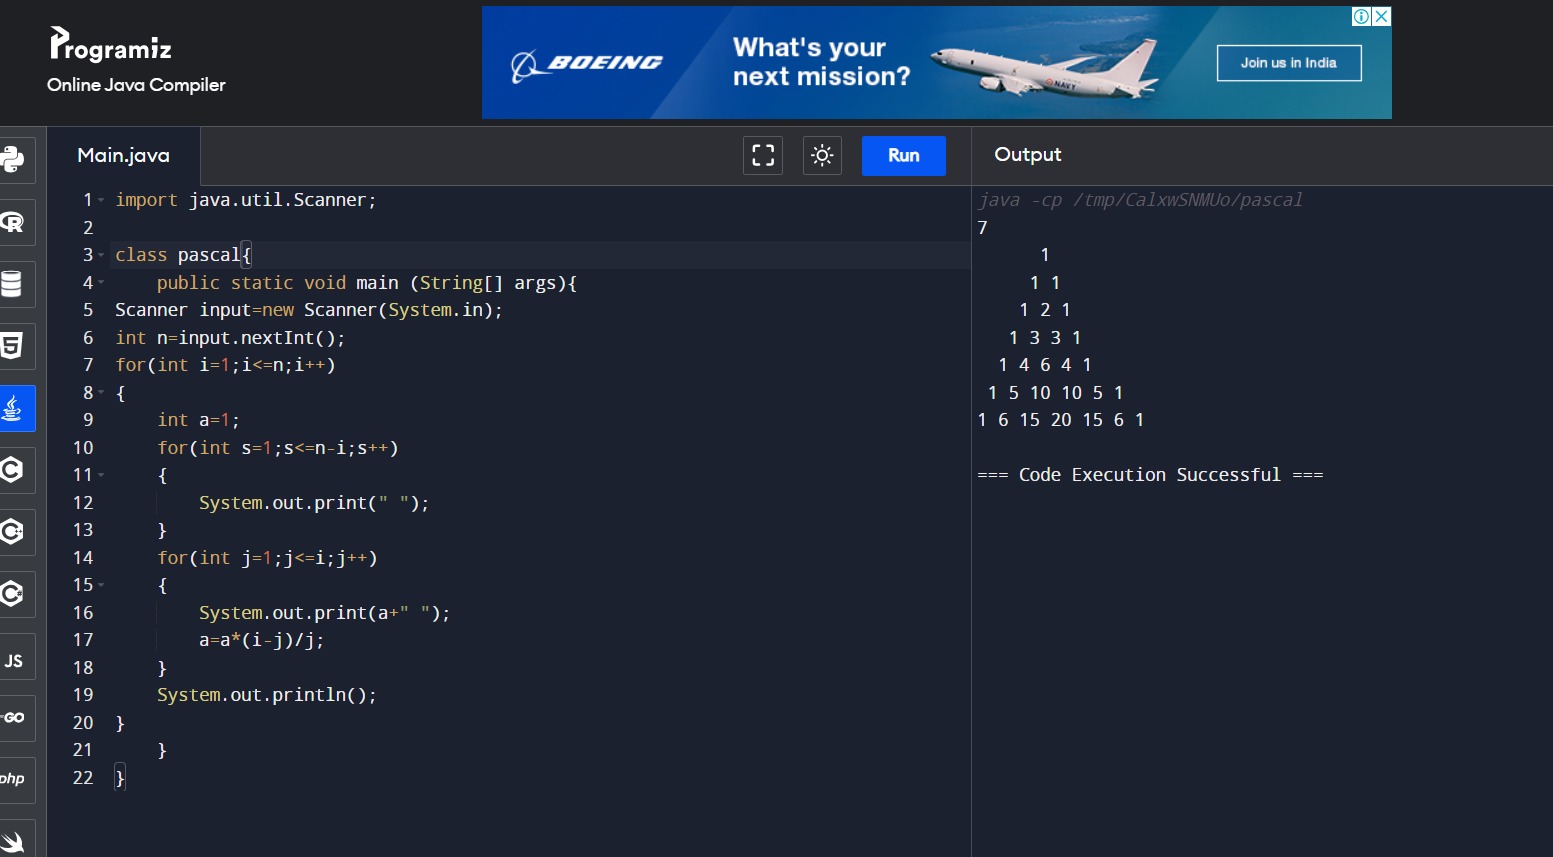 Programiz
Online Java Compiler
BOEING
What's your
next mission?
NAVY
Join us in India
Main.java
Run
Output
1 import java.util.Scanner;
2
3 class pascal{
4     public static void main (String[] args){
5 Scanner input=new Scanner(System.in);
6 int n=input.nextInt();
7 for(int i=1;i<=n;i++)
8 {
9     int a=1;
10     for(int s=1;s<=n-i;s++)
11     {
12         System.out.print(" ");
13     }
14     for(int j=1;j<=i;j++)
15     {
16         System.out.print(a+" ");
17         a=a*(i-j)/j;
18     }
19     System.out.println();
20 }
21     }
22 }
java -cp /tmp/CalxwSNMUo/pascal
7
      1
     1 1
    1 2 1
   1 3 3 1
  1 4 6 4 1
 1 5 10 10 5 1
1 6 15 20 15 6 1
=== Code Execution Successful ===
R
5
C
C++
C#
JS
GO
php